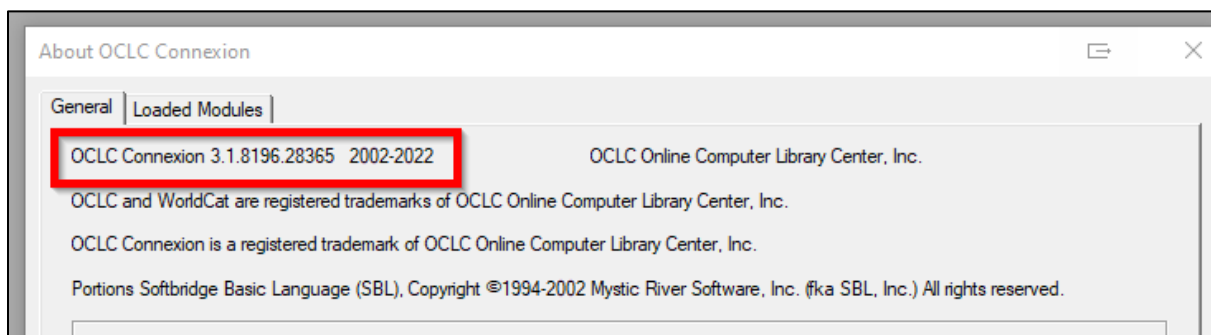 About OCLC Connexion
General Loaded Modules
OCLC Connexion 3.1.8196.28365 2002-2022 OCLC Online Computer Library Center, Inc.
OCLC and WorldCat are registered trademarks of OCLC Online Computer Library Center, Inc.
OCLC Connexion is a registered trademark of OCLC Online Computer Library Center, Inc.
Portions Softbridge Basic Language (SBL), Copyright ©1994-2002 Mystic River Software, Inc. (fka SBL, Inc.) All rights reserved.